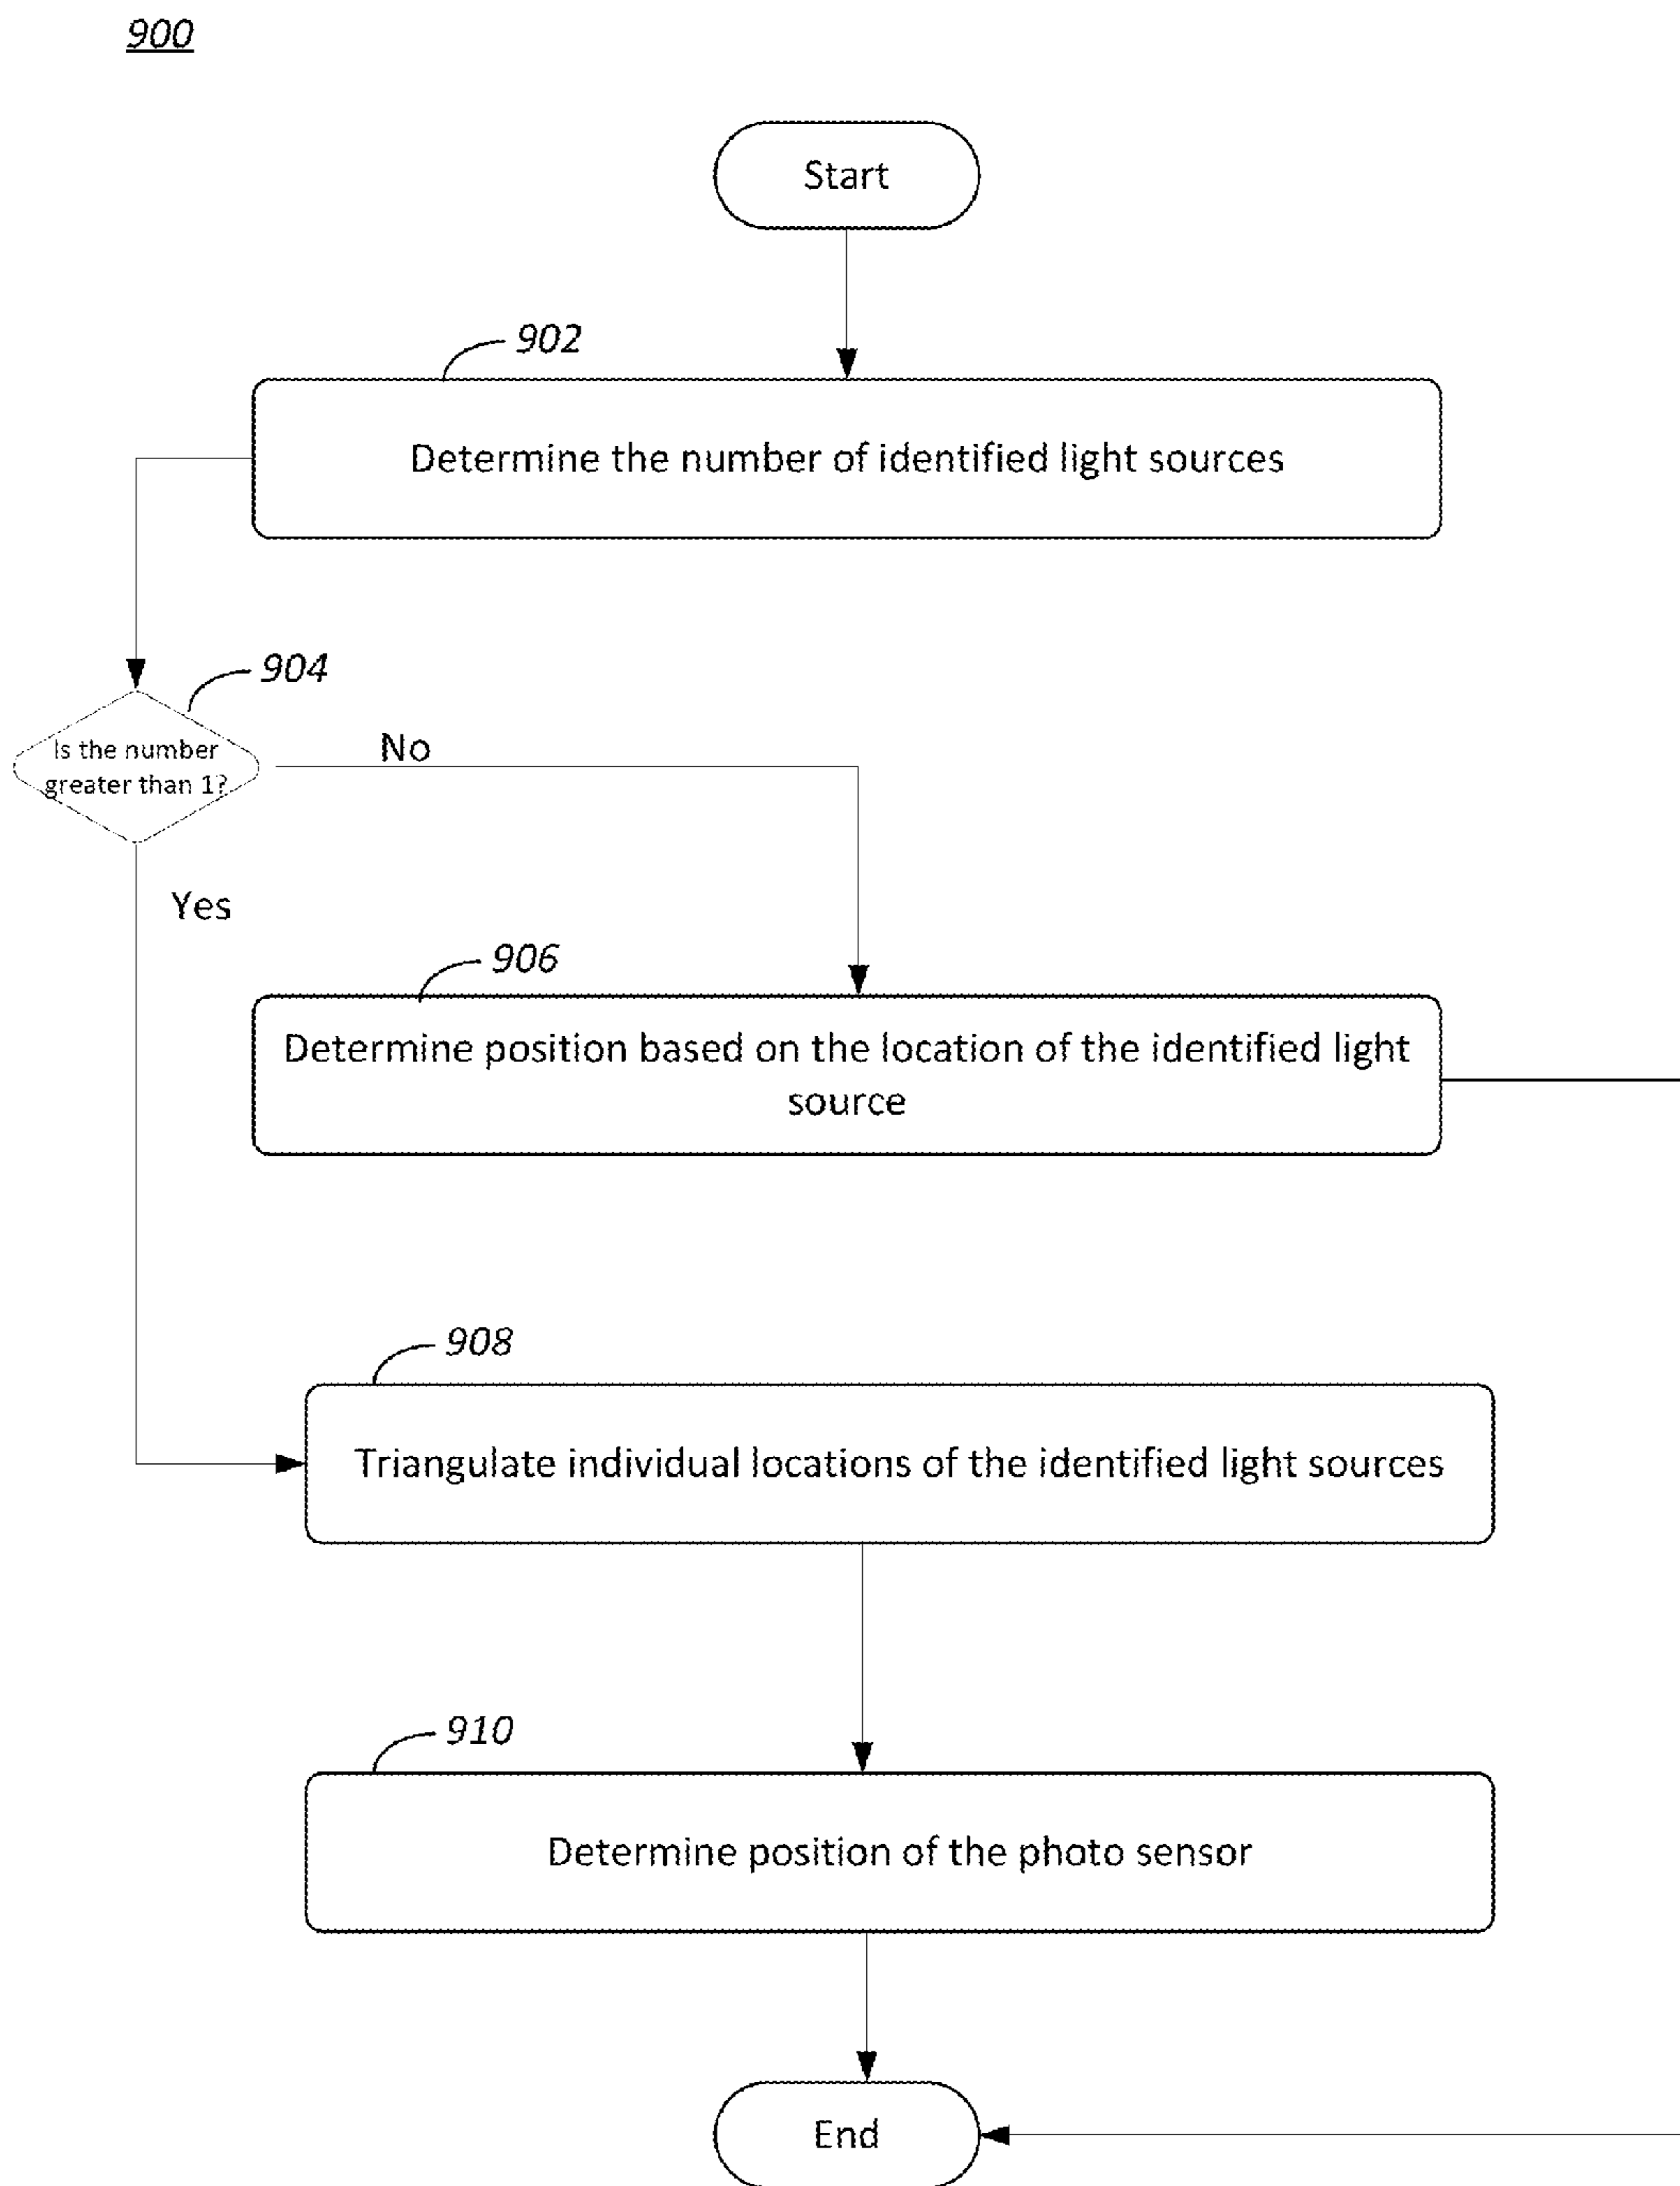 900
Start
902
Determine the number of identified light sources
904
Is the number
greater than 1?
No
Yes
906
Determine position based on the location of the identified light
source
908
Triangulate individual locations of the identified light sources
910
Determine position of the photo sensor
End